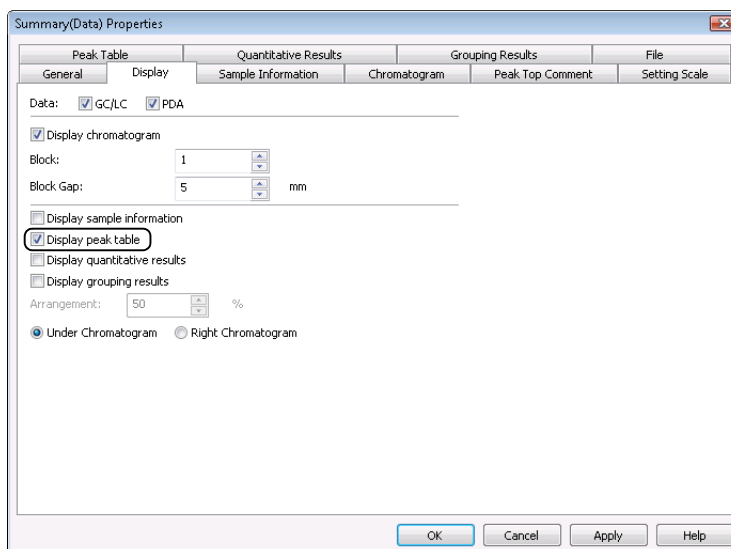 Summary(Data) Properties
Peak Table Quantitative Results Grouping Results File
General Display Sample Information Chromatogram Peak Top Comment Setting Scale
Data: GC/LC PDA
Display chromatogram
Block: 1
Block Gap: 5 mm
Display sample information
Display peak table
Display quantitative results
Display grouping results
Arrangement: 50 %
Under Chromatogram Right Chromatogram
OK Cancel Apply Help